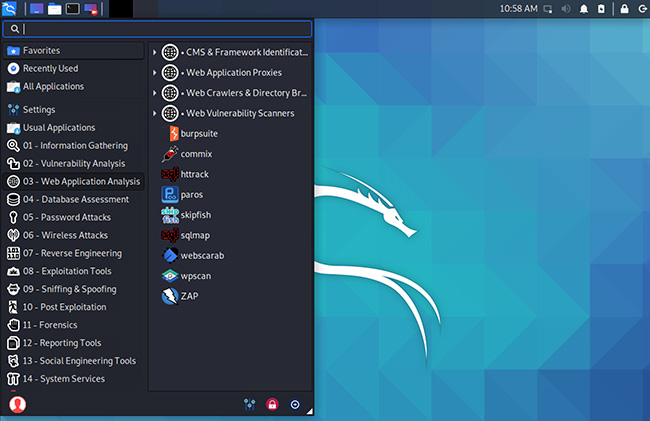 10:58 AM
Favorites
Recently Used
All Applications
Settings
Usual Applications
01 - Information Gathering
02 - Vulnerability Analysis
03 - Web Application Analysis
04 - Database Assessment
05 - Password Attacks
06 - Wireless Attacks
07 - Reverse Engineering
08 - Exploitation Tools
09 - Sniffing & Spoofing
10 - Post Exploitation
11 - Forensics
12 - Reporting Tools
13 - Social Engineering Tools
14 - System Services
• CMS & Framework Identificat...
• Web Application Proxies
• Web Crawlers & Directory Br...
• Web Vulnerability Scanners
burpsuite
commix
httrack
paros
skip
fish
skipfish
sqlmap
webscarab
wpscan
ZAP